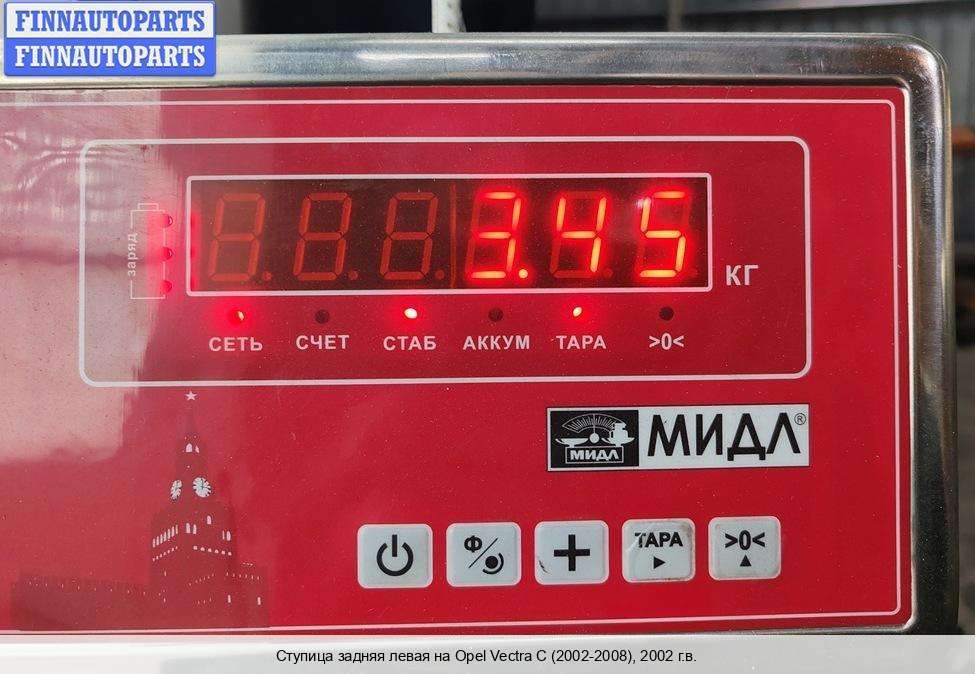 FINNAUTOPARTS
FINNAUTOPARTS
заряд
3.45
КГ
СЕТЬ СЧЕТ СТАБ АККУМ ТАРА >0<
МИДЛ МИДЛ®
Ф ТАРА >0<
Ступица задняя левая на Opel Vectra C (2002-2008), 2002 г.в.